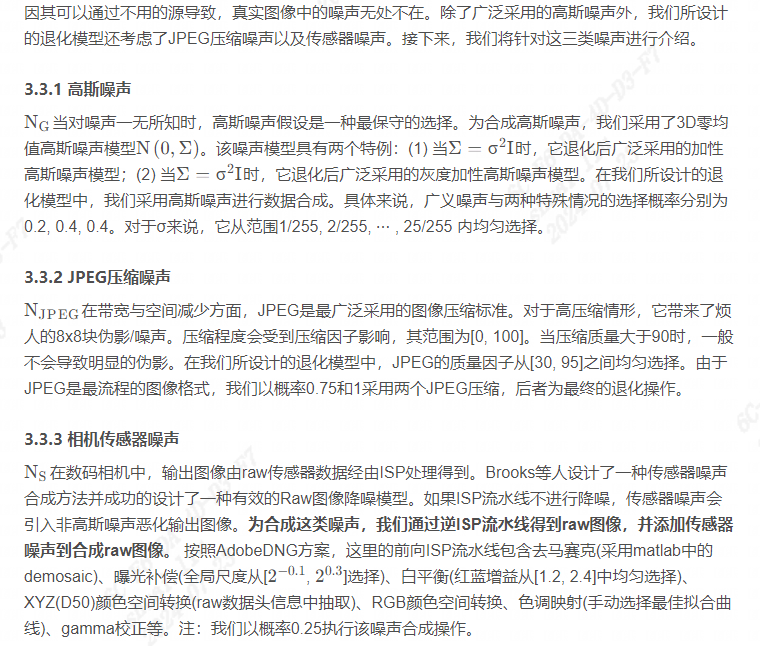 因其可以通过不用的源导致，真实图像中的噪声无处不在。除了广泛采用的高斯噪声外，我们所设计
的退化模型还考虑了JPEG压缩噪声以及传感器噪声。接下来，我们将针对这三类噪声进行介绍。
3.3.1 高斯噪声
N_G 当对噪声一无所知时，高斯噪声假设是一种最保守的选择。为合成高斯噪声，我们采用了3D零均
值高斯噪声模型N (0, Σ)。该噪声模型具有两个特例：(1) 当Σ = σ²I时，它退化后广泛采用的加性
高斯噪声模型；(2) 当Σ = σ²I时，它退化后广泛采用的灰度加性高斯噪声模型。在我们所设计的退
化模型中，我们采用高斯噪声进行数据合成。具体来说，广义噪声与两种特殊情况的选择概率分别为
0.2, 0.4, 0.4。对于σ来说，它从范围1/255, 2/255, ⋯ , 25/255 内均匀选择。
3.3.2 JPEG压缩噪声
N_JPEG 在带宽与空间减少方面，JPEG是最广泛采用的图像压缩标准。对于高压缩情形，它带来了烦
人的8x8块伪影/噪声。压缩程度会受到压缩因子影响，其范围为[0, 100]。当压缩质量大于90时，一般
不会导致明显的伪影。在我们所设计的退化模型中，JPEG的质量因子从[30, 95]之间均匀选择。由于
JPEG是最流程的图像格式，我们以概率0.75和1采用两个JPEG压缩，后者为最终的退化操作。
3.3.3 相机传感器噪声
N_S 在数码相机中，输出图像由raw传感器数据经由ISP处理得到。Brooks等人设计了一种传感器噪声
合成方法并成功的设计了一种有效的Raw图像降噪模型。如果ISP流水线不进行降噪，传感器噪声会
引入非高斯噪声恶化输出图像。为合成这类噪声，我们通过逆ISP流水线得到raw图像，并添加传感器
噪声到合成raw图像。按照AdobeDNG方案，这里的前向ISP流水线包含去马赛克(采用matlab中的
demosaic)、曝光补偿(全局尺度从[2^−0.1, 2^0.3]选择)、白平衡(红蓝增益从[1.2, 2.4]中均匀选择)、
XYZ(D50)颜色空间转换(raw数据头信息中抽取)、RGB颜色空间转换、色调映射(手动选择最佳拟合曲
线)、gamma校正等。注：我们以概率0.25执行该噪声合成操作。